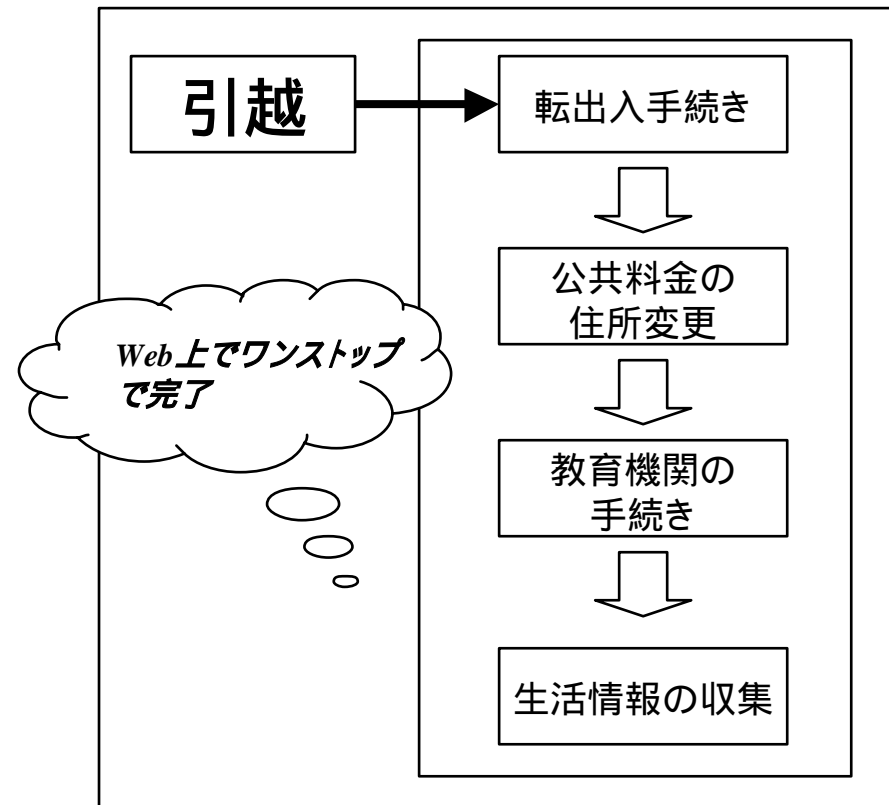 引越
転出入手続き
公共料金の
住所変更
Web上でワンストップ
で完了
教育機関の
手続き
生活情報の収集